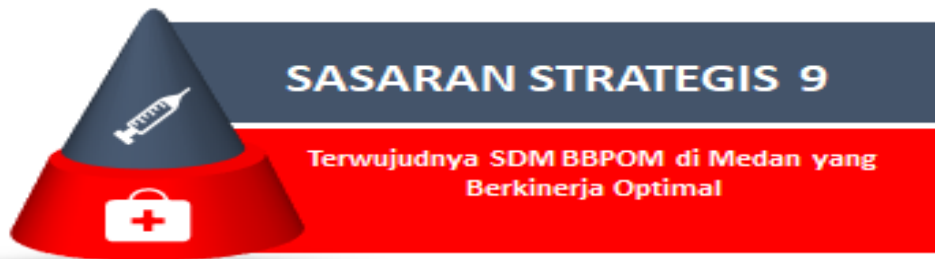 SASARAN STRATEGIS 9
Terwujudnya SDM BBPOM di Medan yang
Berkinerja Optimal